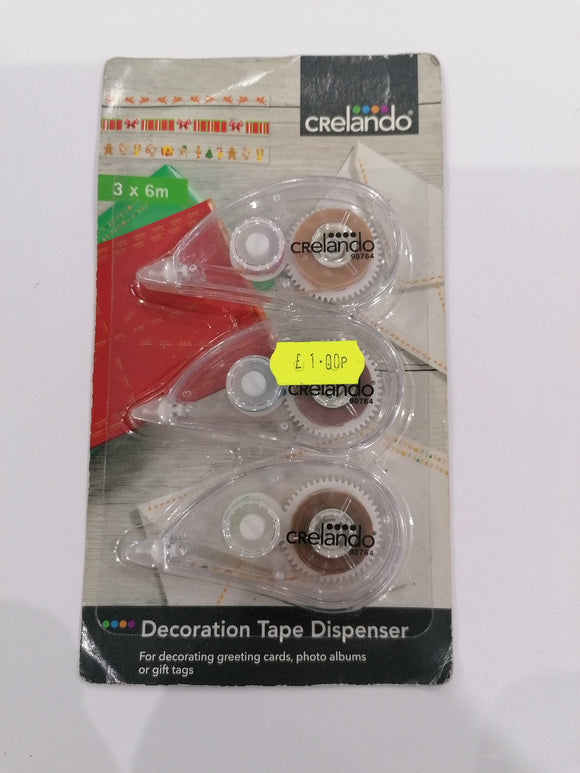 CRelando
3 x 6m
CRelando
90764
£ 1.00P
CRelando
90764
CRelando
90764
Decoration Tape Dispenser
For decorating greeting cards, photo albums
or gift tags